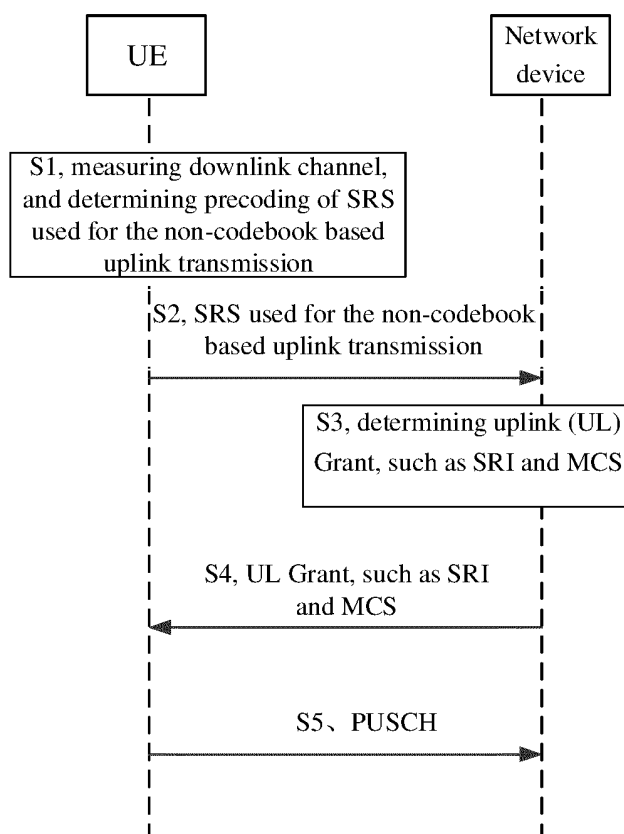 UE
Network
device
S1, measuring downlink channel,
and determining precoding of SRS
used for the non-codebook based
uplink transmission
S2, SRS used for the non-codebook
based uplink transmission
S3, determining uplink (UL)
Grant, such as SRI and MCS
S4, UL Grant, such as SRI
and MCS
S5、PUSCH